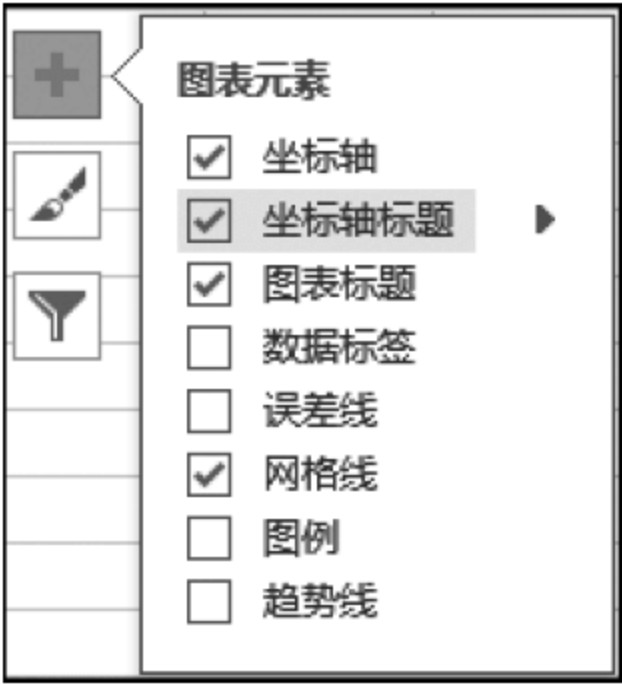 图表元素
坐标轴
坐标轴标题
图表标题
数据标签
误差线
网格线
图例
趋势线